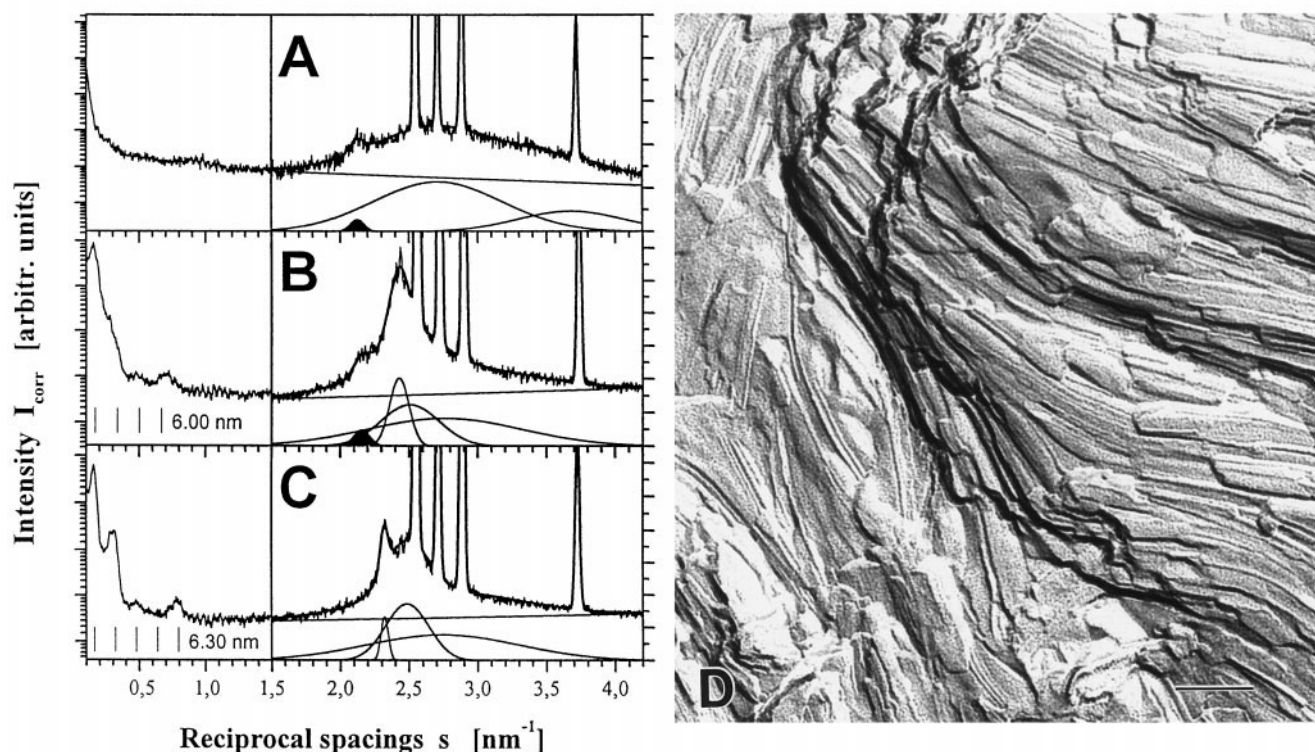 A
B
C
D
6.00 nm
6.30 nm
Intensity I_corr [arbitr. units]
0,5 1,0 1,5 2,0 2,5 3,0 3,5 4,0
Reciprocal spacings s [nm⁻¹]